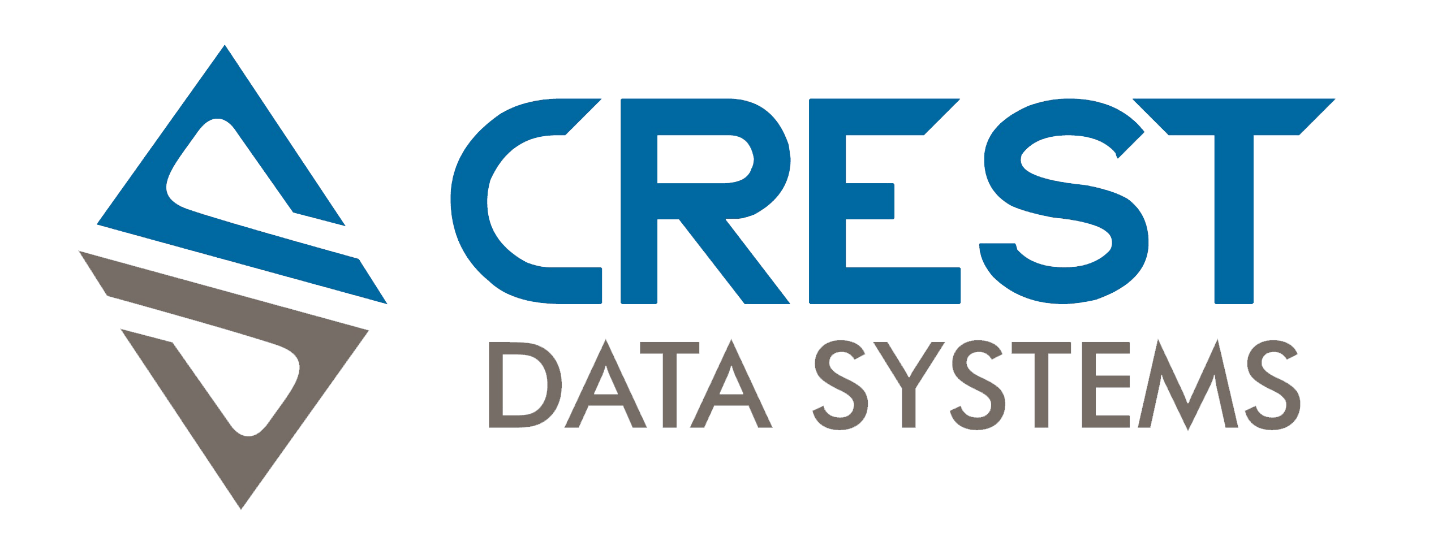 CREST
DATA SYSTEMS